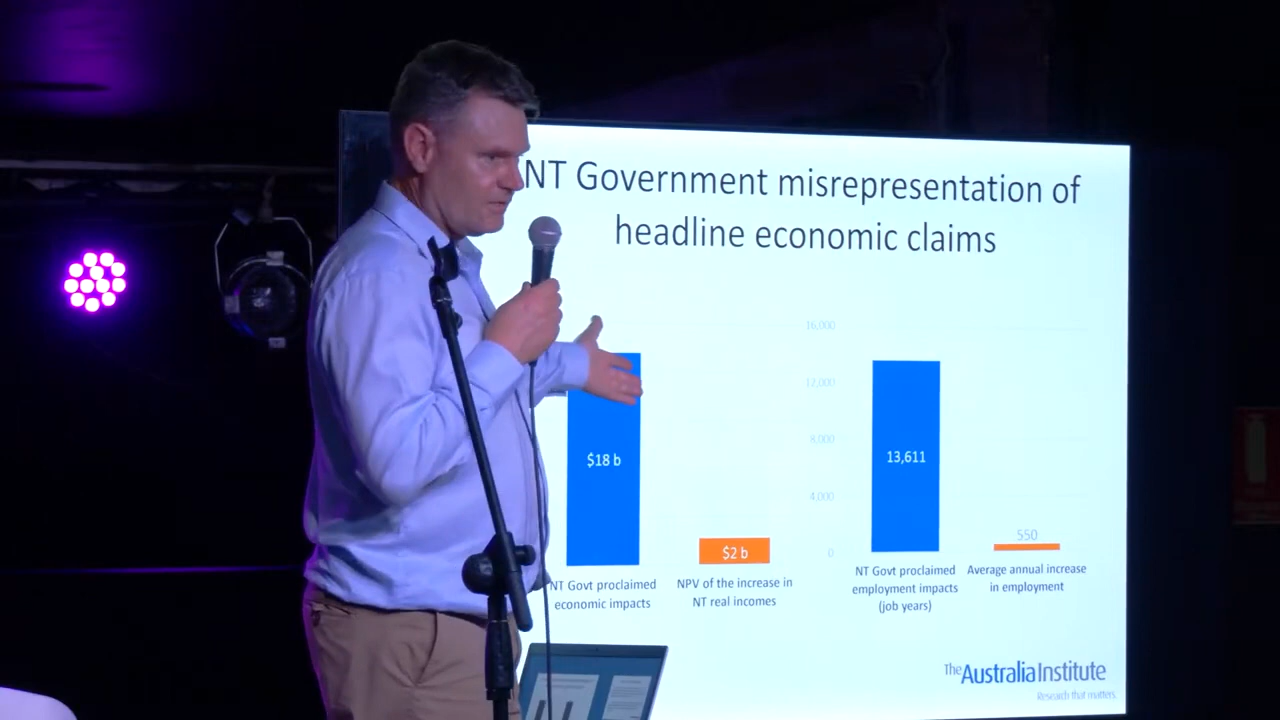 NT Government misrepresentation of
headline economic claims
$18 b
$2 b
NT Govt proclaimed
economic impacts
NPV of the increase in
NT real incomes
16,000
12,000
8,000
4,000
0
13,611
550
NT Govt proclaimed
employment impacts
(job years)
Average annual increase
in employment
The Australia Institute
Research that matters.